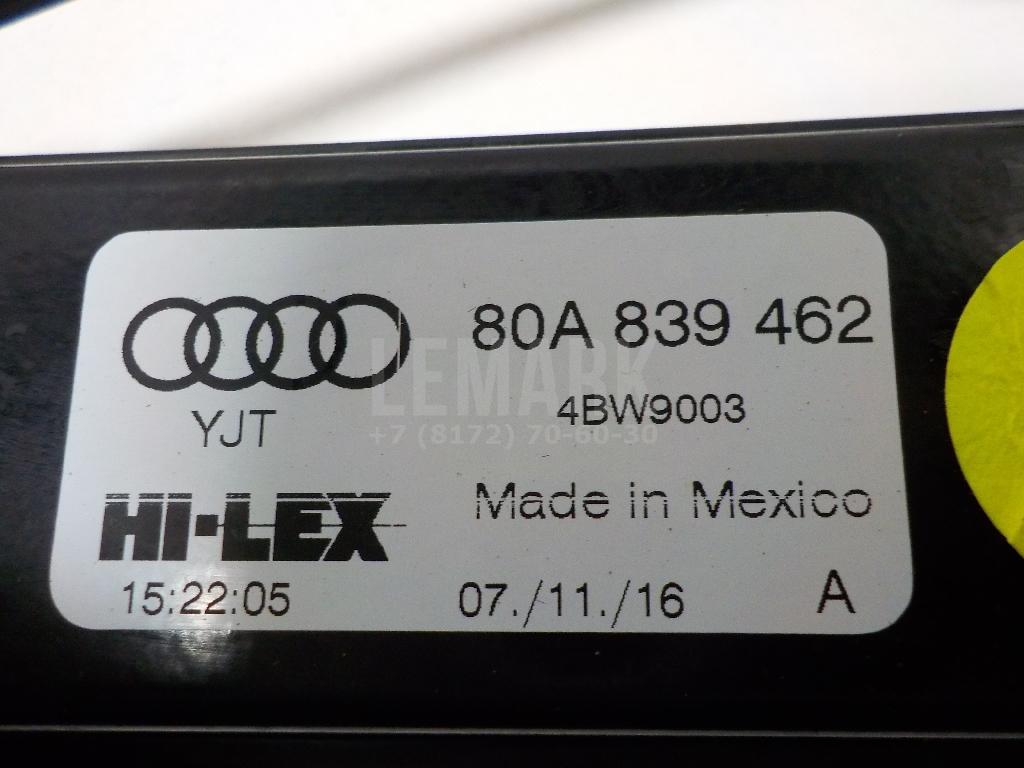 80A 839 462
YJT
4BW9003
LEMARK
+7 (8172) 70-60-30
HI-LEX
Made in Mexico
15:22:05
07./11./16
A